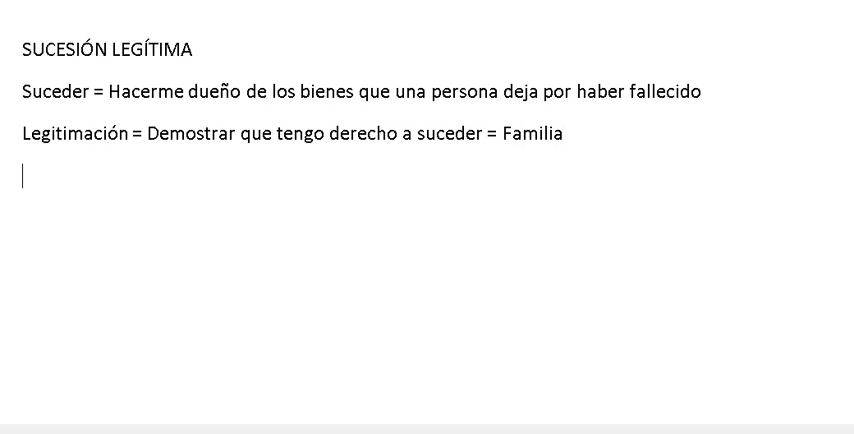 SUCESIÓN LEGÍTIMA
Suceder = Hacerme dueño de los bienes que una persona deja por haber fallecido
Legitimación = Demostrar que tengo derecho a suceder = Familia